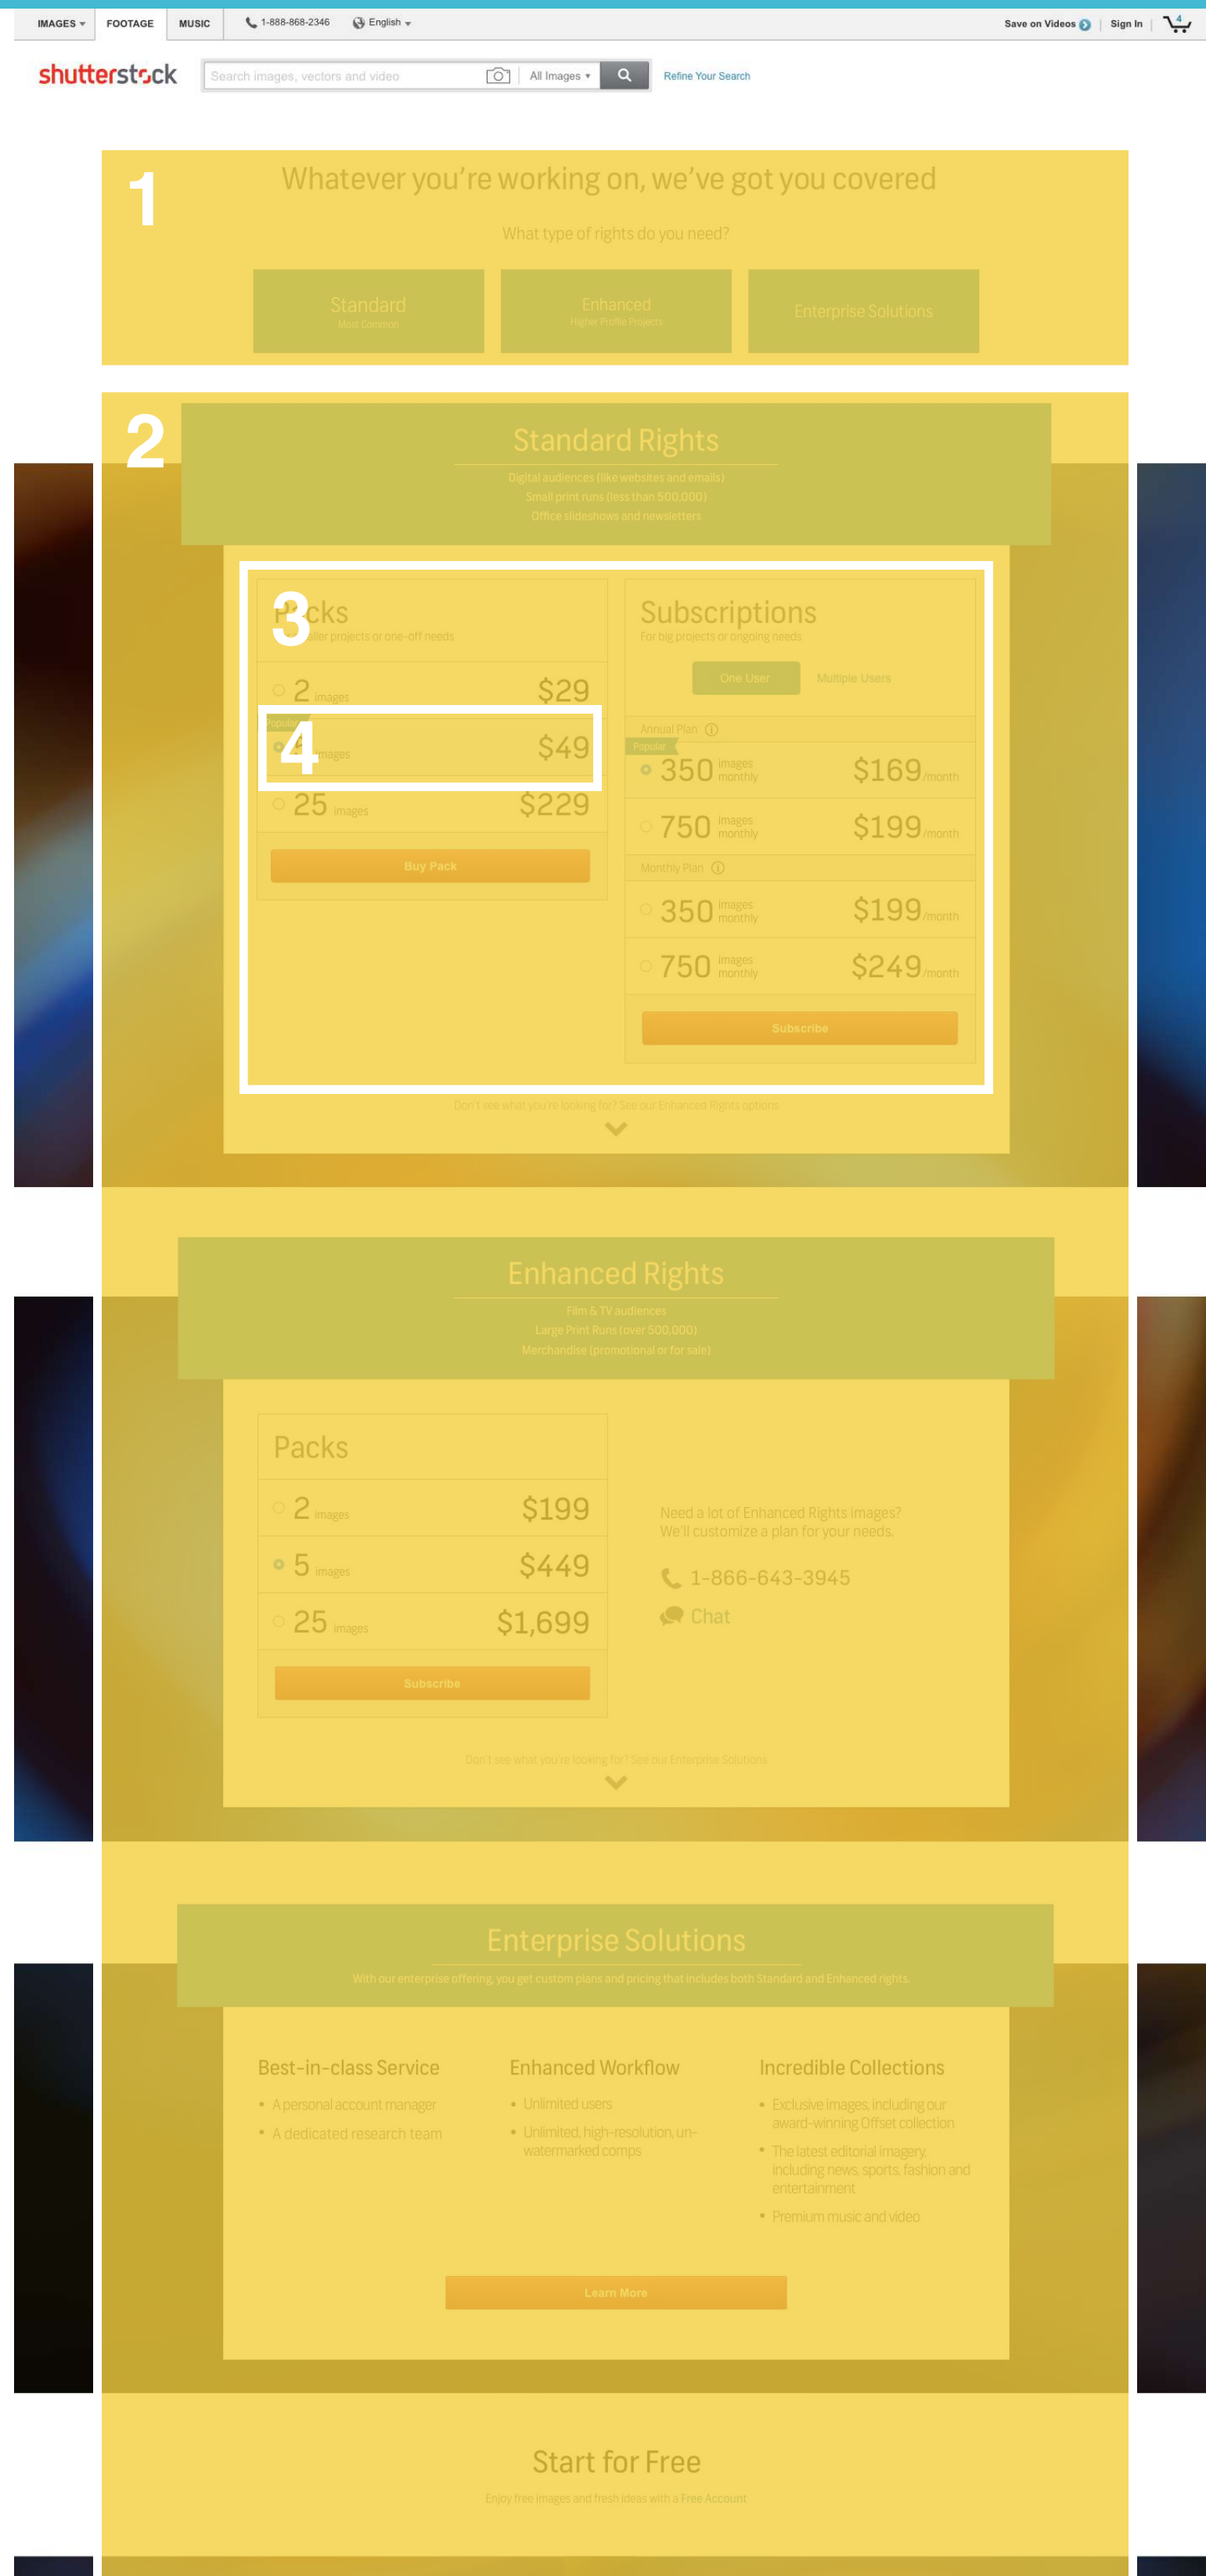 IMAGES
FOOTAGE
MUSIC
1-888-868-2346
English
Save on Videos
Sign In
4
shutterstock
Search images, vectors and video
All Images
Refine Your Search
1
Whatever you're working on, we've got you covered
What type of rights do you need?
Standard
Most Common
Enhanced
Higher Profile Projects
Enterprise Solutions
2
Standard Rights
Digital audiences (like websites and emails)
Small print runs (less than 500,000)
Office slideshows and newsletters
3
Packs
projects or one-off needs
2 images $29
Popular
4
images $49
25 images $229
Buy Pack
Subscriptions
For big projects or ongoing needs
One User
Multiple Users
Annual Plan
Popular
350 images monthly $169 /month
750 images monthly $199 /month
Monthly Plan
350 images monthly $199 /month
750 images monthly $249 /month
Subscribe
Don't see what you're looking for? See our Enhanced Rights options
Enhanced Rights
Film & TV audiences
Large Print Runs (over 500,000)
Merchandise (promotional or for sale)
Packs
2 images $199
5 images $449
25 images $1,699
Subscribe
Need a lot of Enhanced Rights images?
We'll customize a plan for your needs.
1-866-643-3945
Chat
Don't see what you're looking for? See our Enterprise Solutions
Enterprise Solutions
With our enterprise offering, you get custom plans and pricing that includes both Standard and Enhanced rights.
Best-in-class Service
• A personal account manager
• A dedicated research team
Enhanced Workflow
• Unlimited users
• Unlimited, high-resolution, un-
watermarked comps
Incredible Collections
• Exclusive images, including our
award-winning Offset collection
• The latest editorial imagery,
including news, sports, fashion and
entertainment
• Premium music and video
Learn More
Start for Free
Enjoy free images and fresh ideas with a Free Account